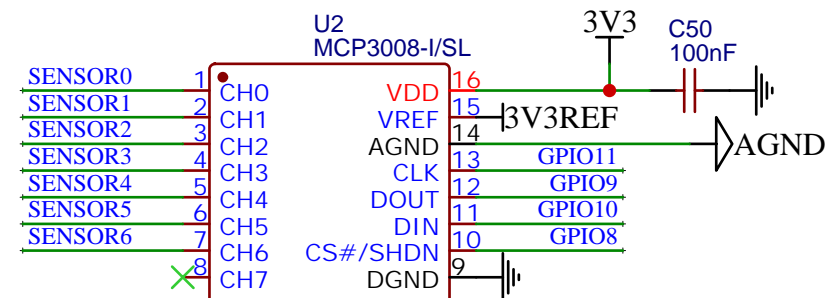 U2
MCP3008-I/SL
3V3
C50
100nF
SENSOR0 1 CH0 VDD 16
SENSOR1 2 CH1 VREF 15 3V3REF
SENSOR2 3 CH2 AGND 14 AGND
SENSOR3 4 CH3 CLK 13 GPIO11
SENSOR4 5 CH4 DOUT 12 GPIO9
SENSOR5 6 CH5 DIN 11 GPIO10
SENSOR6 7 CH6 CS#/SHDN 10 GPIO8
8 CH7 DGND 9